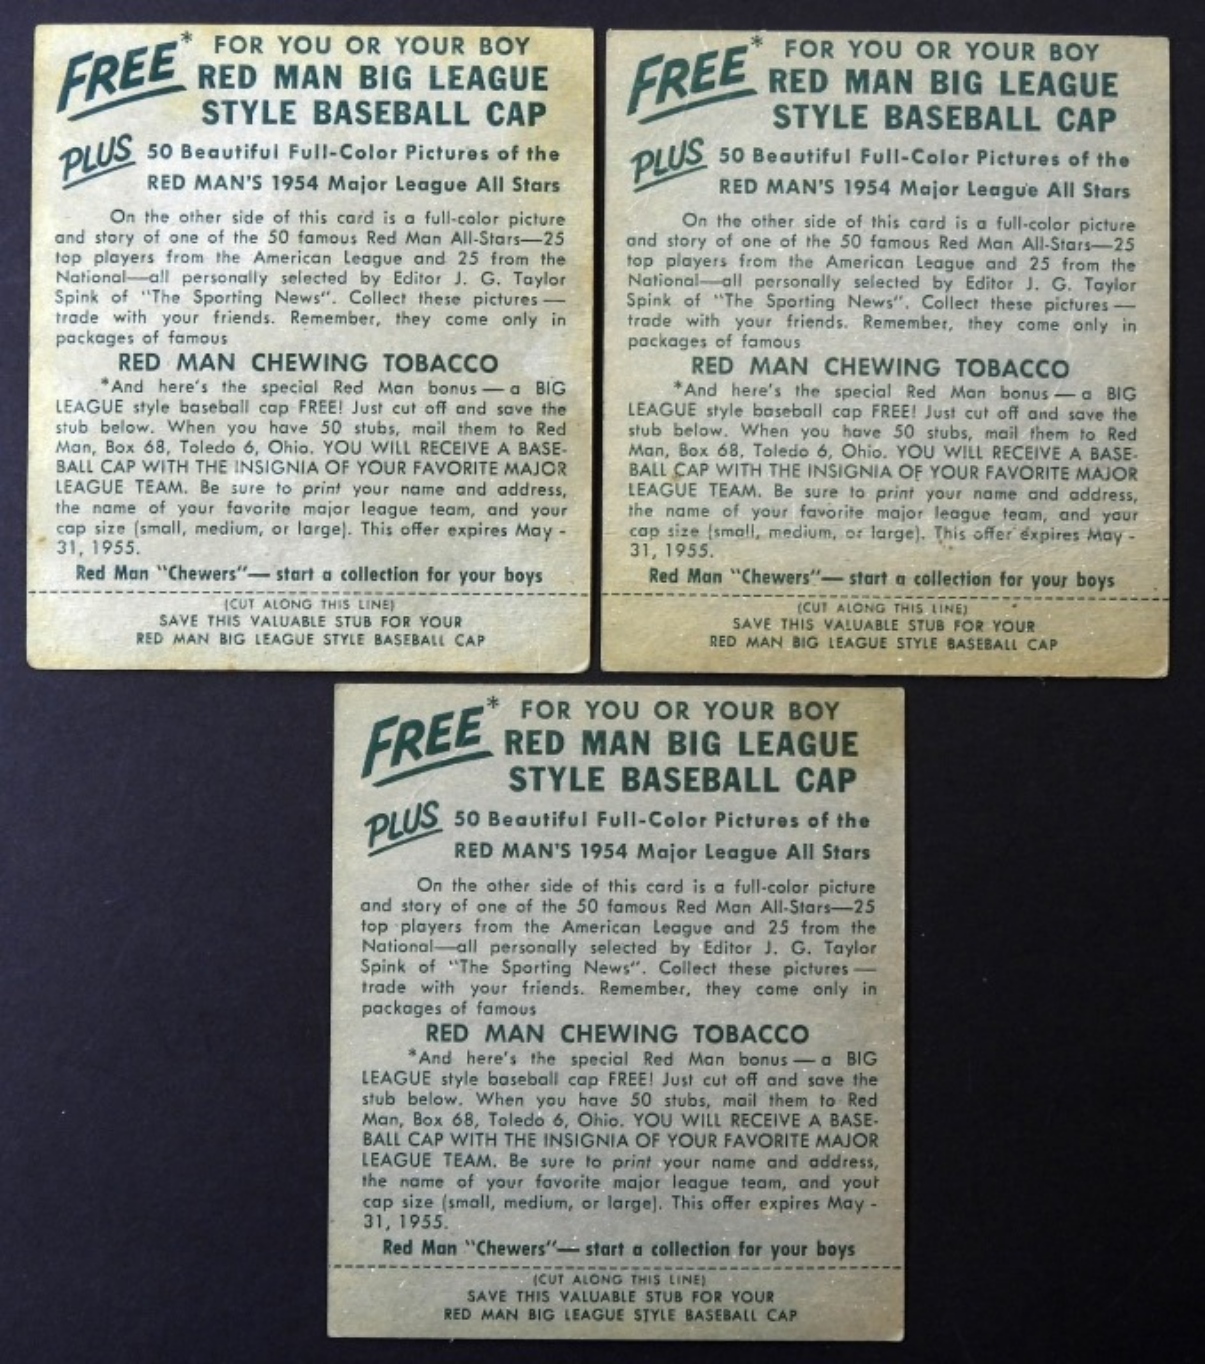 FREE* FOR YOU OR YOUR BOY
RED MAN BIG LEAGUE
STYLE BASEBALL CAP
PLUS 50 Beautiful Full-Color Pictures of the
RED MAN'S 1954 Major League All Stars
On the other side of this card is a full-color picture
and story of one of the 50 famous Red Man All-Stars—25
top players from the American League and 25 from the
National—all personally selected by Editor J. G. Taylor
Spink of "The Sporting News". Collect these pictures —
trade with your friends. Remember, they come only in
packages of famous
RED MAN CHEWING TOBACCO
*And here's the special Red Man bonus — a BIG
LEAGUE style baseball cap FREE! Just cut off and save the
stub below. When you have 50 stubs, mail them to Red
Man, Box 68, Toledo 6, Ohio. YOU WILL RECEIVE A BASE-
BALL CAP WITH THE INSIGNIA OF YOUR FAVORITE MAJOR
LEAGUE TEAM. Be sure to print your name and address,
the name of your favorite major league team, and your
cap size (small, medium, or large). This offer expires May -
31, 1955.
Red Man "Chewers"— start a collection for your boys
(CUT ALONG THIS LINE)
SAVE THIS VALUABLE STUB FOR YOUR
RED MAN BIG LEAGUE STYLE BASEBALL CAP
FREE* FOR YOU OR YOUR BOY
RED MAN BIG LEAGUE
STYLE BASEBALL CAP
PLUS 50 Beautiful Full-Color Pictures of the
RED MAN'S 1954 Major League All Stars
On the other side of this card is a full-color picture
and story of one of the 50 famous Red Man All-Stars—25
top players from the American League and 25 from the
National—all personally selected by Editor J. G. Taylor
Spink of "The Sporting News". Collect these pictures —
trade with your friends. Remember, they come only in
packages of famous
RED MAN CHEWING TOBACCO
*And here's the special Red Man bonus — a BIG
LEAGUE style baseball cap FREE! Just cut off and save the
stub below. When you have 50 stubs, mail them to Red
Man, Box 68, Toledo 6, Ohio. YOU WILL RECEIVE A BASE-
BALL CAP WITH THE INSIGNIA OF YOUR FAVORITE MAJOR
LEAGUE TEAM. Be sure to print your name and address,
the name of your favorite major league team, and your
cap size (small, medium, or large). This offer expires May -
31, 1955.
Red Man "Chewers"— start a collection for your boys
(CUT ALONG THIS LINE)
SAVE THIS VALUABLE STUB FOR YOUR
RED MAN BIG LEAGUE STYLE BASEBALL CAP
FREE* FOR YOU OR YOUR BOY
RED MAN BIG LEAGUE
STYLE BASEBALL CAP
PLUS 50 Beautiful Full-Color Pictures of the
RED MAN'S 1954 Major League All Stars
On the other side of this card is a full-color picture
and story of one of the 50 famous Red Man All-Stars—25
top players from the American League and 25 from the
National—all personally selected by Editor J. G. Taylor
Spink of "The Sporting News". Collect these pictures —
trade with your friends. Remember, they come only in
packages of famous
RED MAN CHEWING TOBACCO
*And here's the special Red Man bonus — a BIG
LEAGUE style baseball cap FREE! Just cut off and save the
stub below. When you have 50 stubs, mail them to Red
Man, Box 68, Toledo 6, Ohio. YOU WILL RECEIVE A BASE-
BALL CAP WITH THE INSIGNIA OF YOUR FAVORITE MAJOR
LEAGUE TEAM. Be sure to print your name and address,
the name of your favorite major league team, and your
cap size (small, medium, or large). This offer expires May -
31, 1955.
Red Man "Chewers"— start a collection for your boys
(CUT ALONG THIS LINE)
SAVE THIS VALUABLE STUB FOR YOUR
RED MAN BIG LEAGUE STYLE BASEBALL CAP